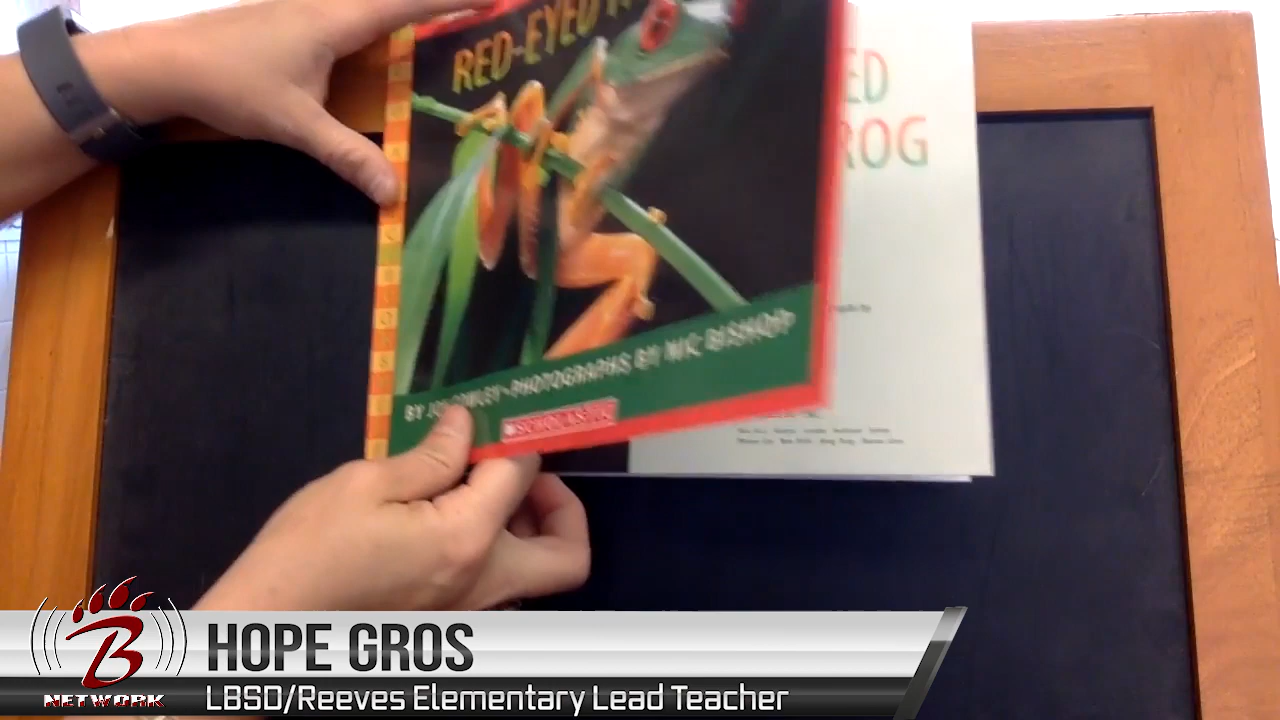 RED-EYED
ED
ROG
BY JOY COWLEY • PHOTOGRAPHS BY NIC BISHOP
SCHOLASTIC
B
NETWORK
HOPE GROS
LBSD/Reeves Elementary Lead Teacher